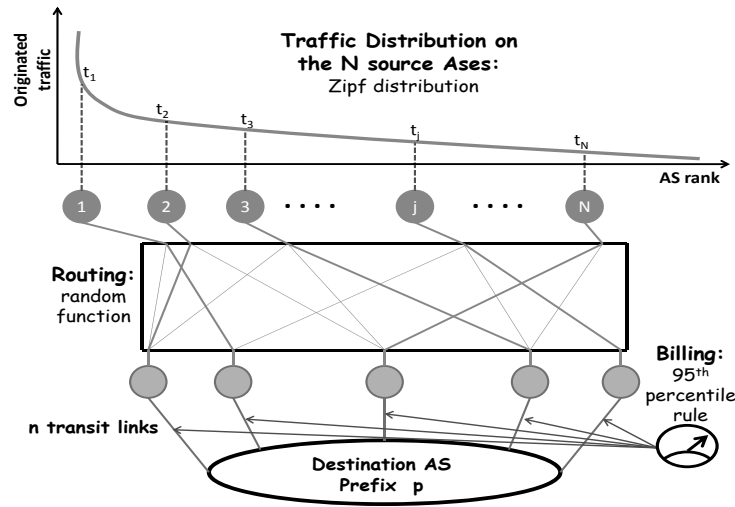 Traffic Distribution on
the N source Ases:
Zipf distribution
Originated
traffic
t1
t2
t3
tj
tN
AS rank
1 2 3 .... j .... N
Routing:
random
function
Billing:
95th
percentile
rule
n transit links
Destination AS
Prefix p